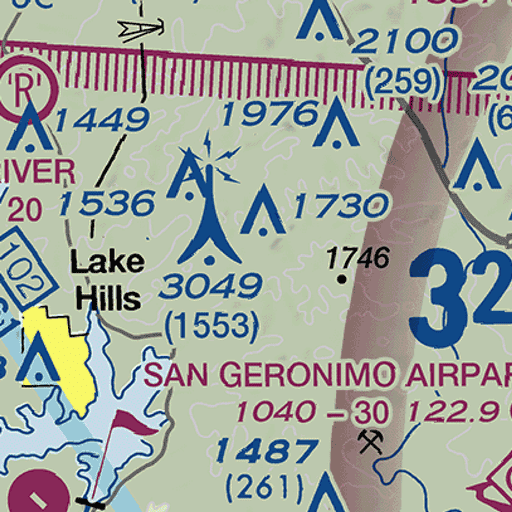 2100
(259)
R
1449
1976
RIVER
20
1536
1730
102
Lake
Hills
1746
3049
(1553)
32
SAN GERONIMO AIRPAR
1040 – 30 122.9
1487
(261)